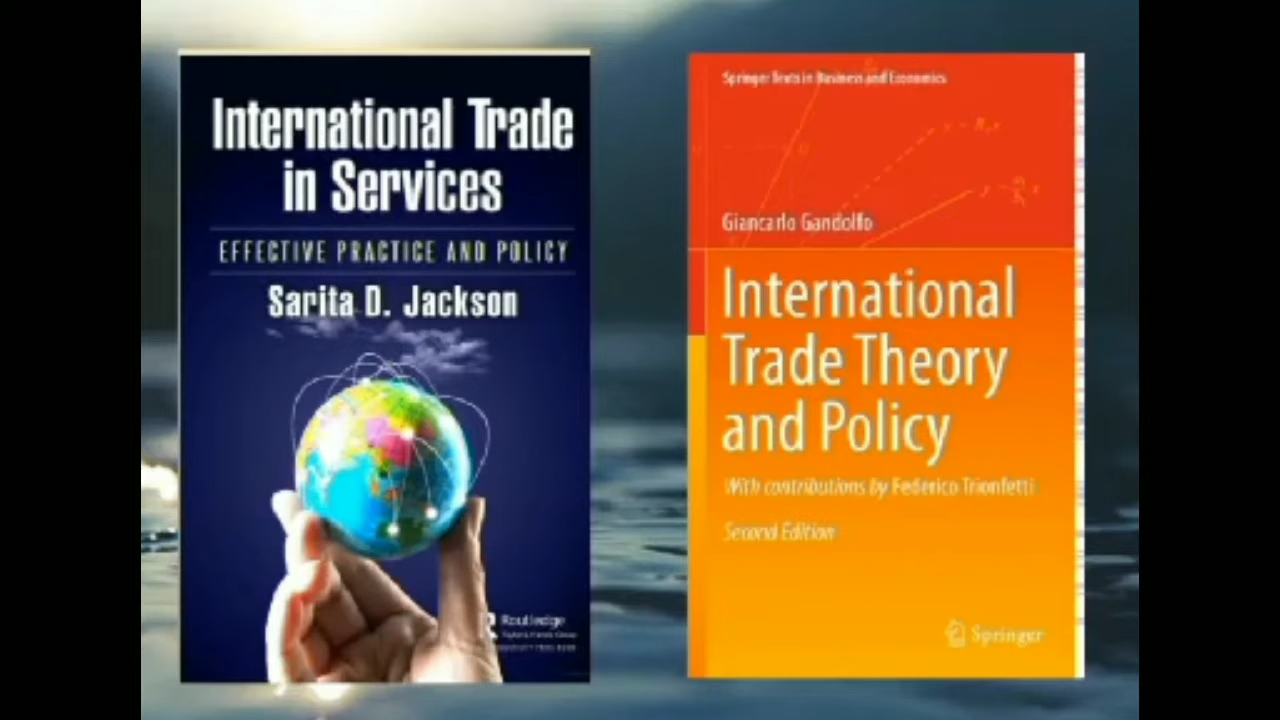 International Trade
in Services
EFFECTIVE PRACTICE AND POLICY
Sarita D. Jackson
Routledge
Springer Texts in Business and Economics
Giancarlo Gandolfo
International
Trade Theory
and Policy
With contributions by Federico Trionfetti
Second Edition
Springer